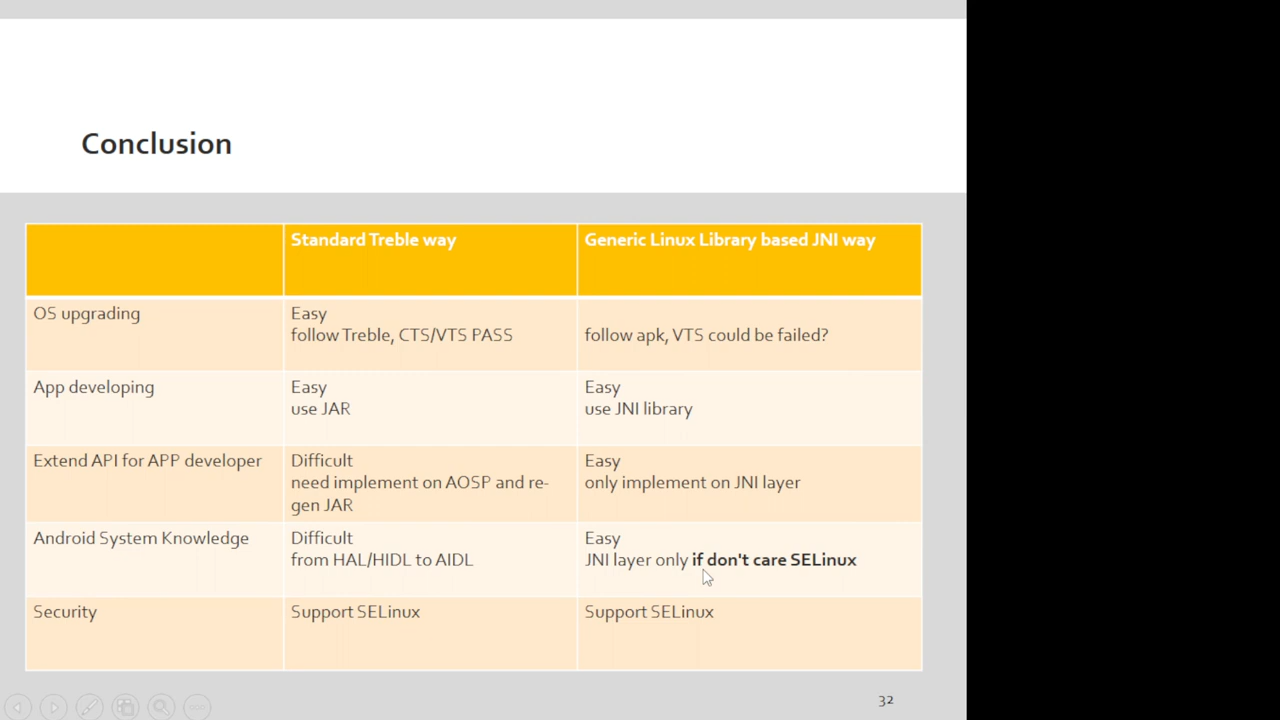 Conclusion
Standard Treble way
Generic Linux Library based JNI way
OS upgrading
Easy
follow Treble, CTS/VTS PASS
follow apk, VTS could be failed?
App developing
Easy
use JAR
Easy
use JNI library
Extend API for APP developer
Difficult
need implement on AOSP and re-
gen JAR
Easy
only implement on JNI layer
Android System Knowledge
Difficult
from HAL/HIDL to AIDL
Easy
JNI layer only if don't care SELinux
Security
Support SELinux
Support SELinux
32